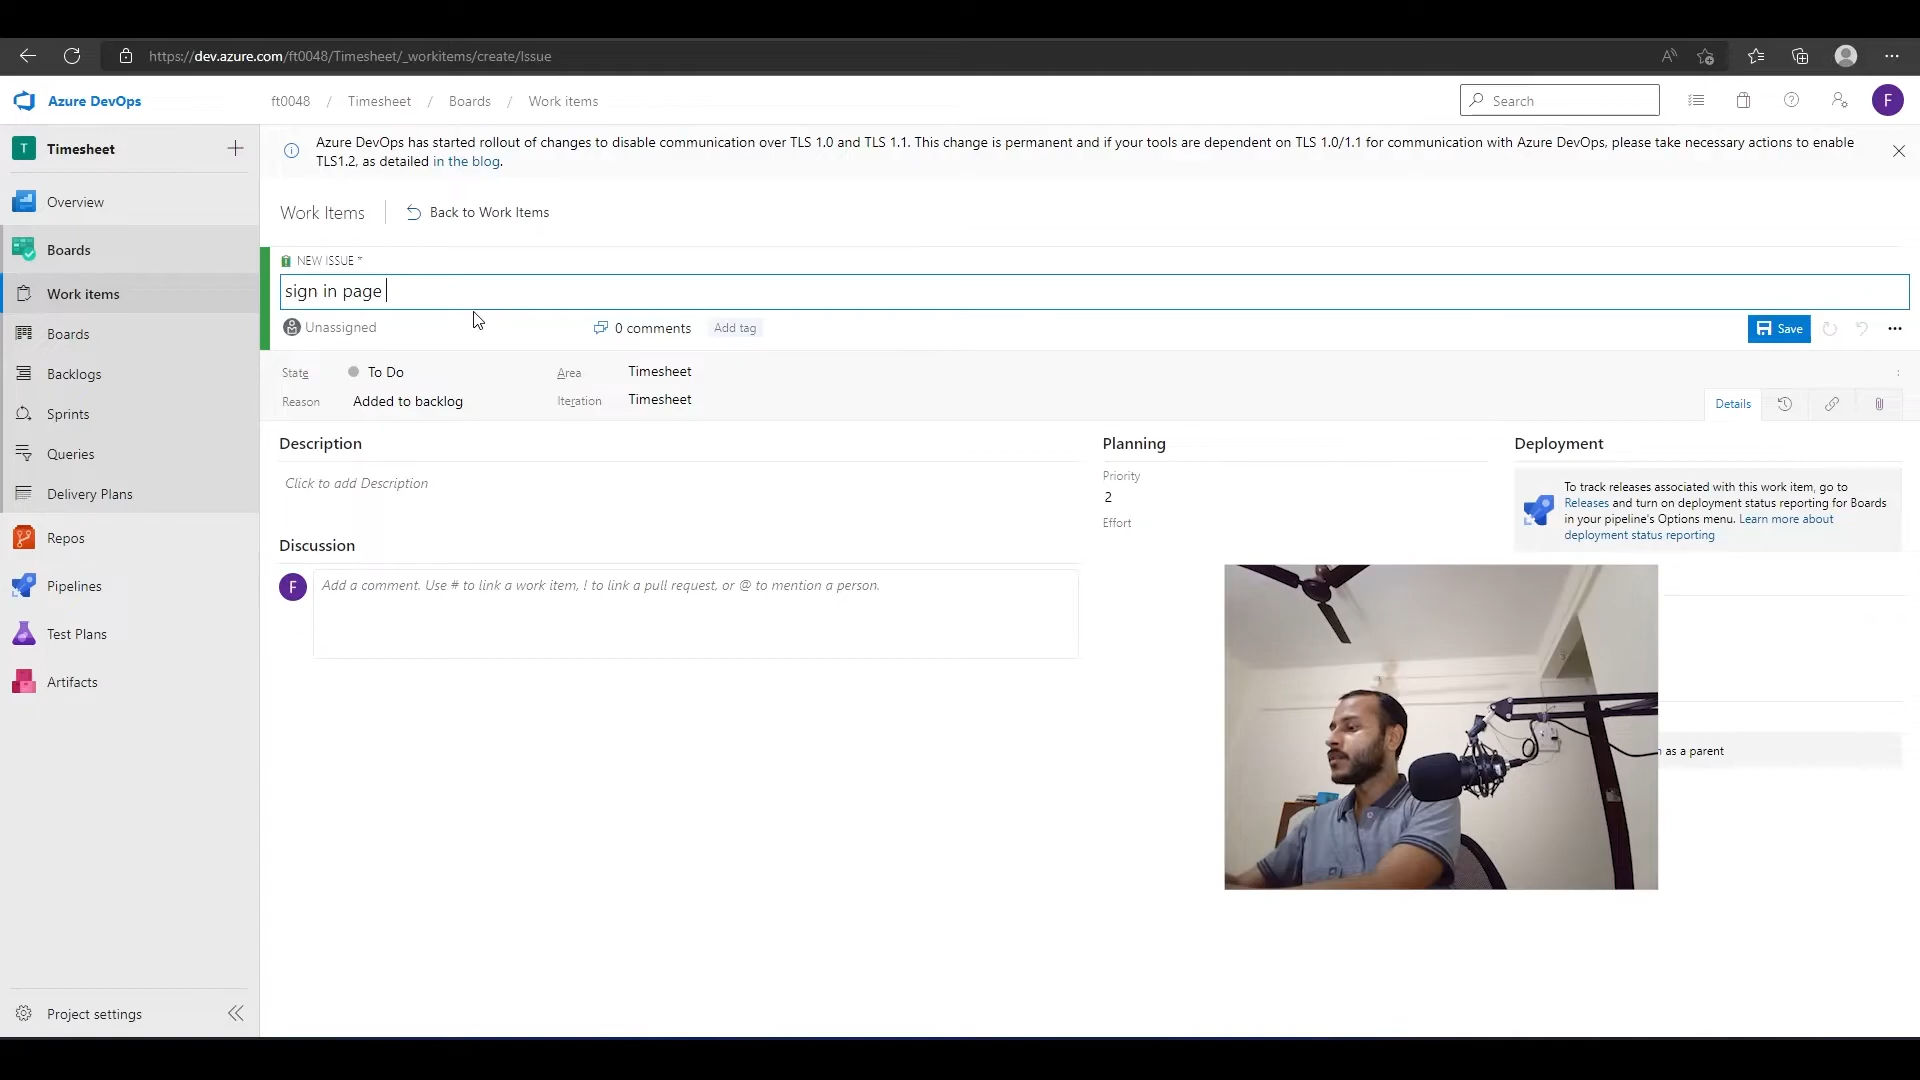 https://dev.azure.com/ft0048/Timesheet/_workitems/create/Issue
Azure DevOps
ft0048 / Timesheet / Boards / Work items
Search
F
T Timesheet
Azure DevOps has started rollout of changes to disable communication over TLS 1.0 and TLS 1.1. This change is permanent and if your tools are dependent on TLS 1.0/1.1 for communication with Azure DevOps, please take necessary actions to enable
TLS1.2, as detailed in the blog.
Overview
Boards
Work items
Boards
Backlogs
Sprints
Queries
Delivery Plans
Repos
Pipelines
Test Plans
Artifacts
Project settings
Work Items
Back to Work Items
NEW ISSUE *
sign in page
Unassigned
0 comments
Add tag
Save
State
To Do
Area
Timesheet
Reason
Added to backlog
Iteration
Timesheet
Details
Description
Click to add Description
Discussion
F
Add a comment. Use # to link a work item, ! to link a pull request, or @ to mention a person.
Planning
Priority
2
Effort
Deployment
To track releases associated with this work item, go to
Releases and turn on deployment status reporting for Boards
in your pipeline's Options menu. Learn more about
deployment status reporting
as a parent